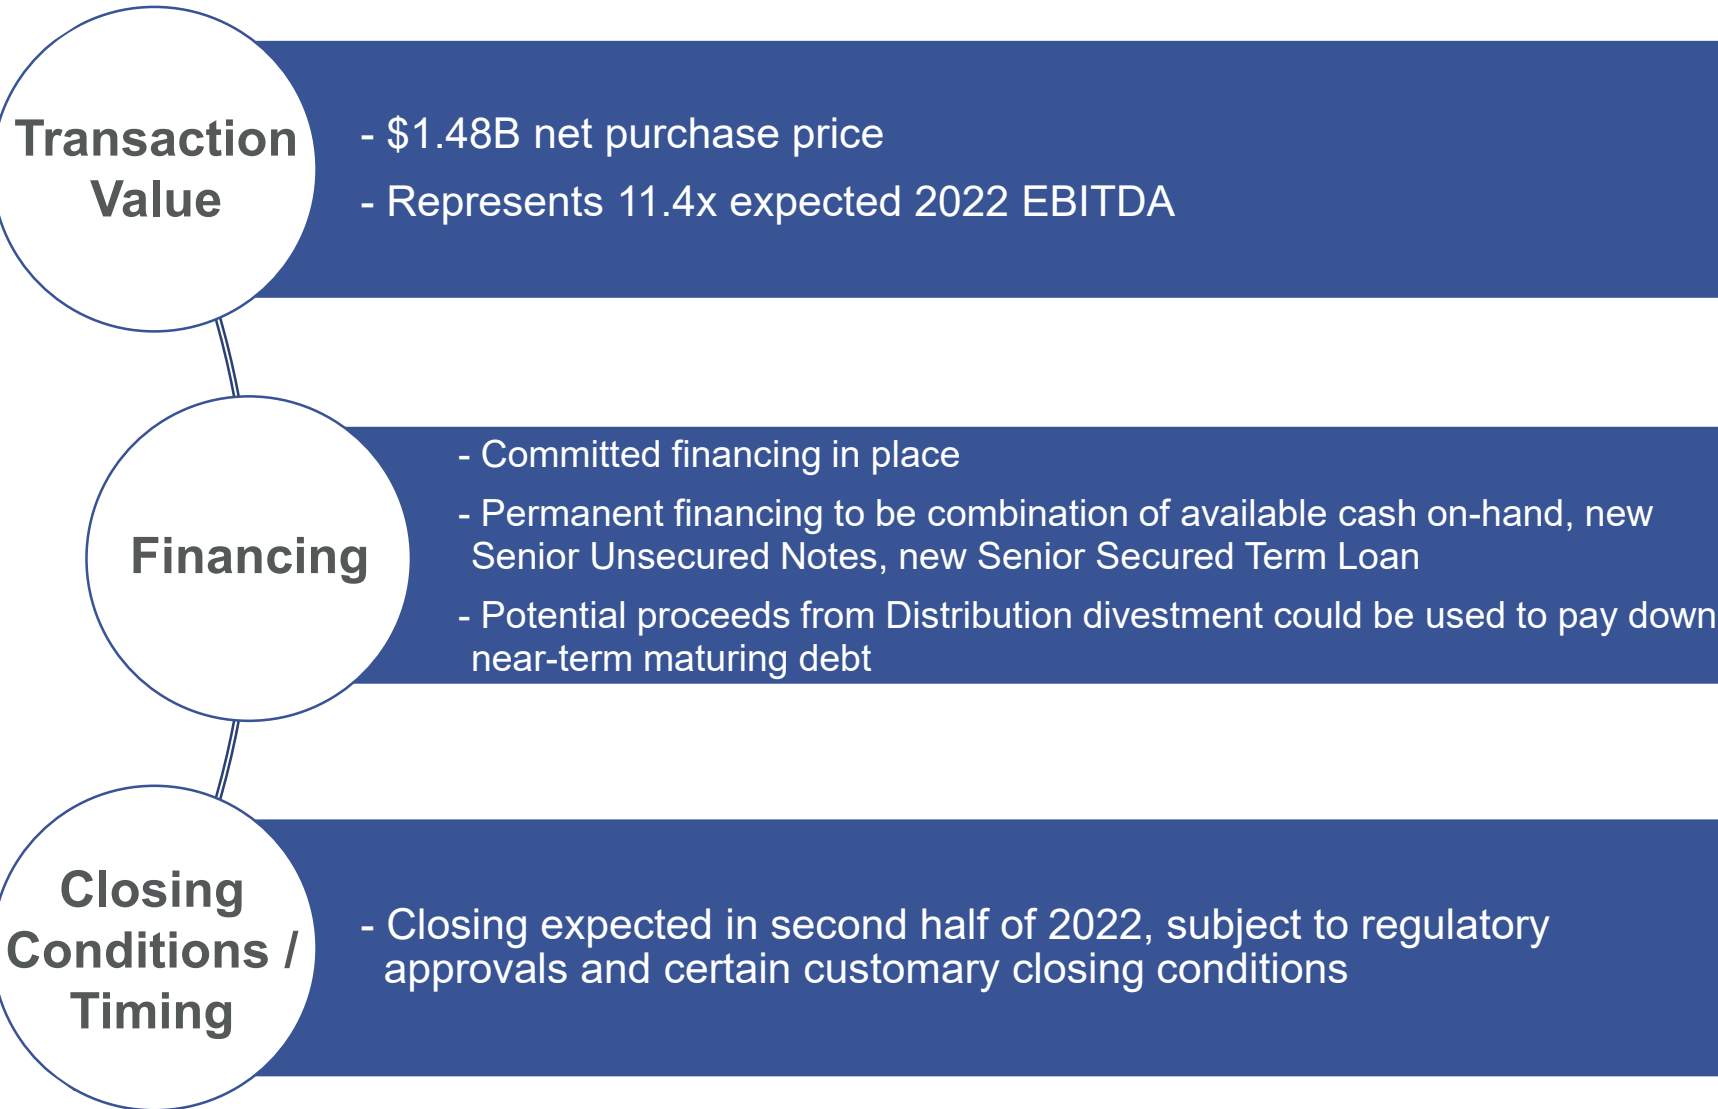 Transaction
Value
- $1.48B net purchase price
- Represents 11.4x expected 2022 EBITDA
Financing
- Committed financing in place
- Permanent financing to be combination of available cash on-hand, new
Senior Unsecured Notes, new Senior Secured Term Loan
- Potential proceeds from Distribution divestment could be used to pay down
near-term maturing debt
Closing
Conditions /
Timing
- Closing expected in second half of 2022, subject to regulatory
approvals and certain customary closing conditions